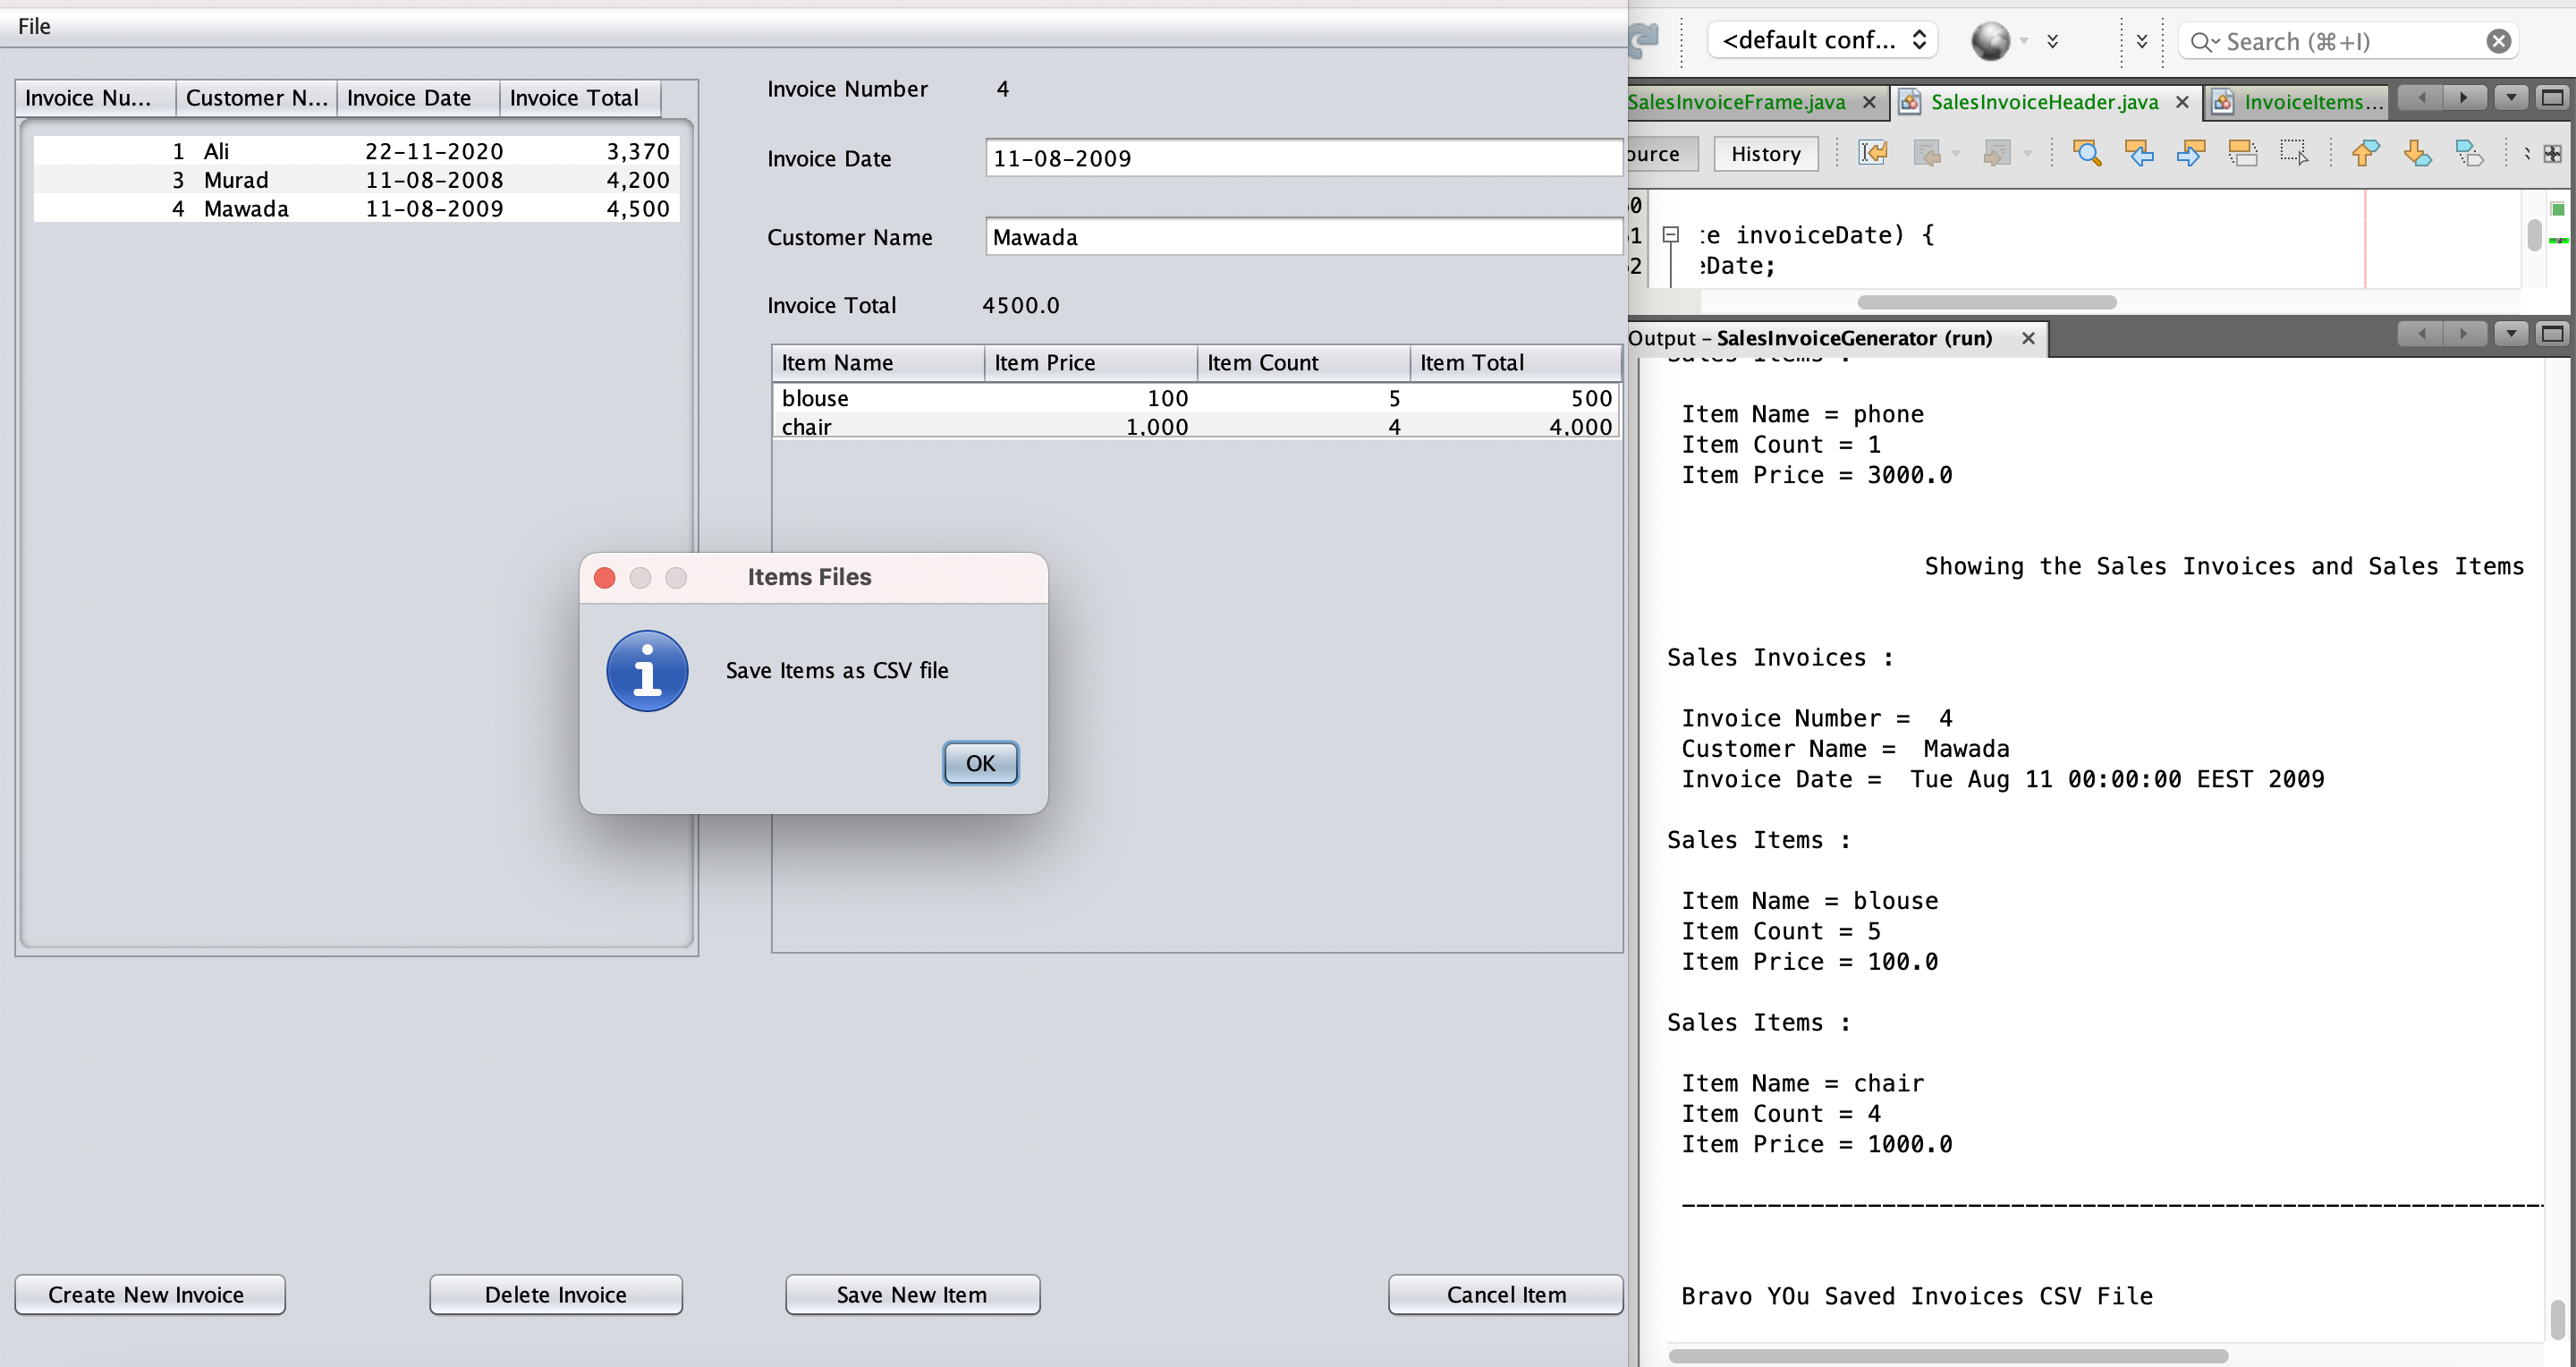 File
Invoice Nu... Customer N... Invoice Date Invoice Total
1 Ali 22-11-2020 3,370
3 Murad 11-08-2008 4,200
4 Mawada 11-08-2009 4,500
Invoice Number 4
Invoice Date 11-08-2009
Customer Name Mawada
Invoice Total 4500.0
Item Name Item Price Item Count Item Total
blouse 100 5 500
chair 1,000 4 4,000
Items Files
Save Items as CSV file
OK
Create New Invoice Delete Invoice Save New Item Cancel Item
<default conf... Search (⌘+I)
SalesInvoiceFrame.java SalesInvoiceHeader.java InvoiceItems...
ource History
0
1 te invoiceDate) {
2 eDate;
Output – SalesInvoiceGenerator (run)
Sales Items :
Item Name = phone
Item Count = 1
Item Price = 3000.0
Showing the Sales Invoices and Sales Items
Sales Invoices :
Invoice Number = 4
Customer Name = Mawada
Invoice Date = Tue Aug 11 00:00:00 EEST 2009
Sales Items :
Item Name = blouse
Item Count = 5
Item Price = 100.0
Sales Items :
Item Name = chair
Item Count = 4
Item Price = 1000.0
------------------------------------------------------------
Bravo YOu Saved Invoices CSV File